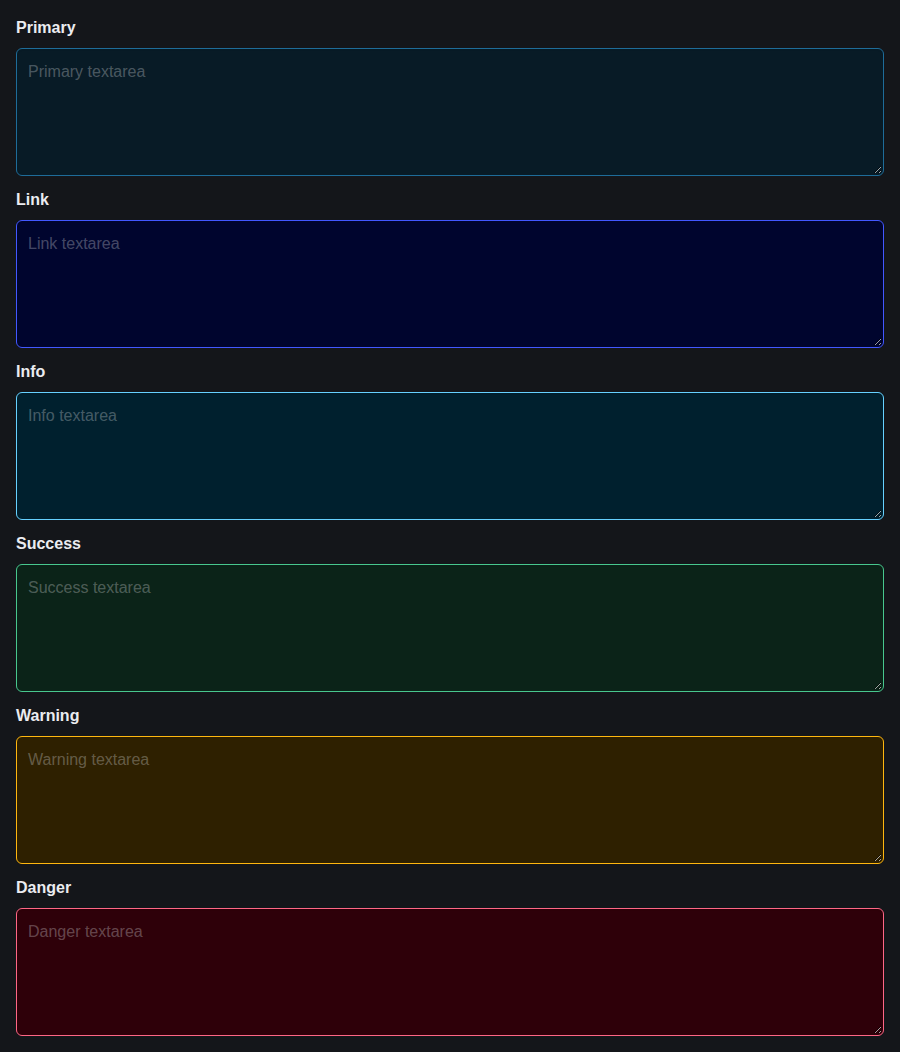 Primary
Primary textarea
Link
Link textarea
Info
Info textarea
Success
Success textarea
Warning
Warning textarea
Danger
Danger textarea